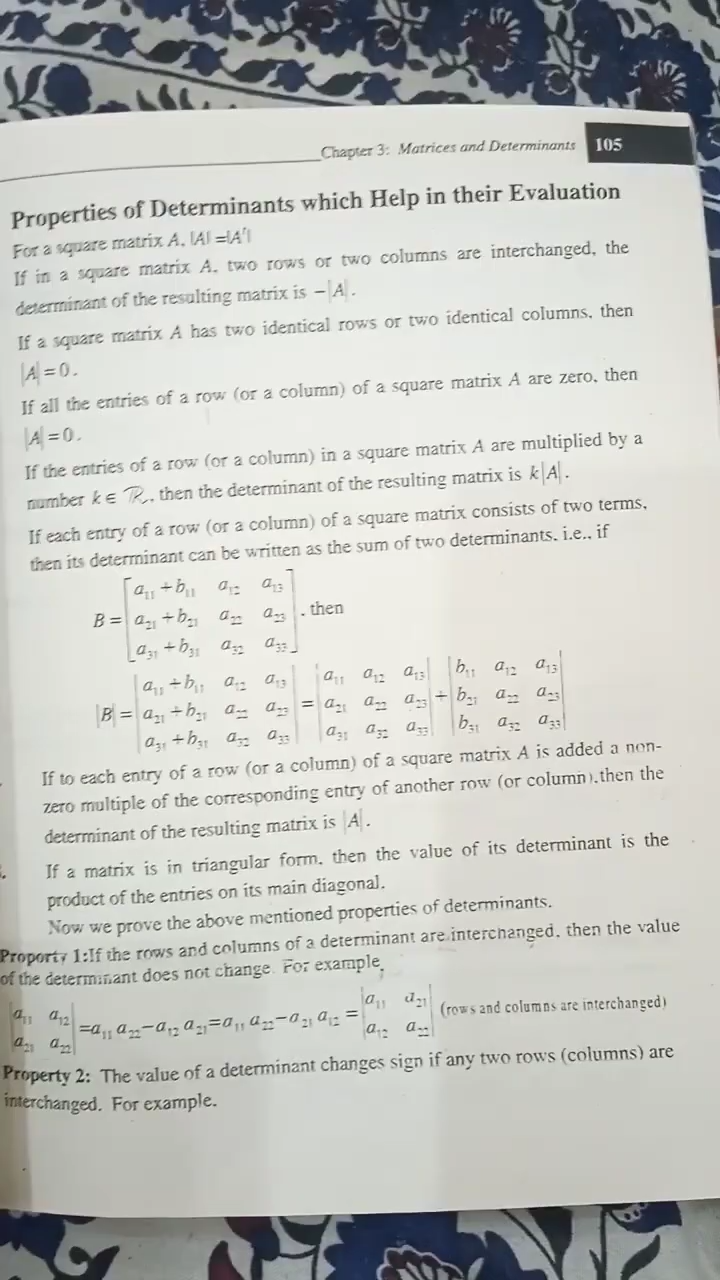 Chapter 3: Matrices and Determinants 105
Properties of Determinants which Help in their Evaluation
For a square matrix A, |A| =|Aᵗ|
If in a square matrix A, two rows or two columns are interchanged, the
determinant of the resulting matrix is −|A|.
If a square matrix A has two identical rows or two identical columns, then
|A| = 0.
If all the entries of a row (or a column) of a square matrix A are zero, then
|A| = 0.
If the entries of a row (or a column) in a square matrix A are multiplied by a
number k ∈ ℛ, then the determinant of the resulting matrix is k|A|.
If each entry of a row (or a column) of a square matrix consists of two terms,
then its determinant can be written as the sum of two determinants. i.e., if
B = [a₁₁ + b₁₁ a₁₂ a₁₃
a₂₁ + b₂₁ a₂₂ a₂₃
a₃₁ + b₃₁ a₃₂ a₃₃], then
|B| = |a₁₁ + b₁₁ a₁₂ a₁₃| = |a₁₁ a₁₂ a₁₃| + |b₁₁ a₁₂ a₁₃|
|a₂₁ + b₂₁ a₂₂ a₂₃| |a₂₁ a₂₂ a₂₃| |b₂₁ a₂₂ a₂₃|
|a₃₁ + b₃₁ a₃₂ a₃₃| |a₃₁ a₃₂ a₃₃| |b₃₁ a₃₂ a₃₃|
If to each entry of a row (or a column) of a square matrix A is added a non-
zero multiple of the corresponding entry of another row (or column).then the
determinant of the resulting matrix is |A|.
If a matrix is in triangular form, then the value of its determinant is the
product of the entries on its main diagonal.
Now we prove the above mentioned properties of determinants.
Property 1:If the rows and columns of a determinant are interchanged, then the value
of the determinant does not change. For example,
|a₁₁ a₁₂| =a₁₁ a₂₂−a₁₂ a₂₁=a₁₁ a₂₂−a₂₁ a₁₂ = |a₁₁ a₂₁| (rows and columns are interchanged)
|a₂₁ a₂₂| |a₁₂ a₂₂|
Property 2: The value of a determinant changes sign if any two rows (columns) are
interchanged. For example.